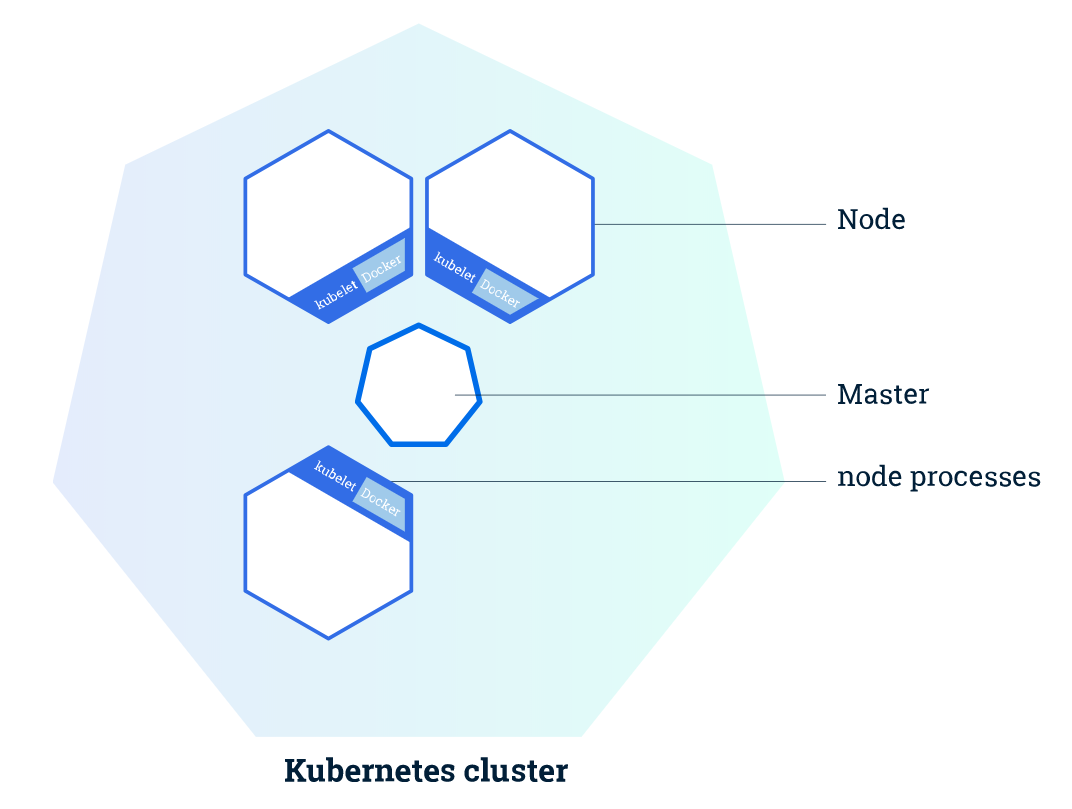 Node
kubelet
Docker
kubelet
Docker
Master
kubelet
Docker
node processes
Kubernetes cluster